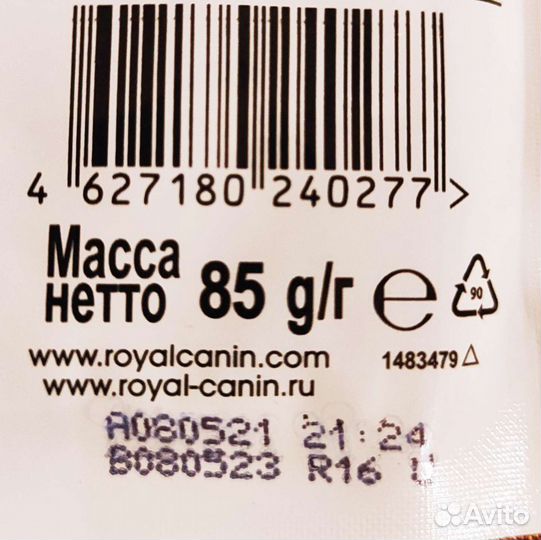 4 627180 240277 >
Масса
нетто 85 g/г e
90
www.royalcanin.com 1483479
www.royal-canin.ru
A080521 21:24
B080523 R16 U
Avito